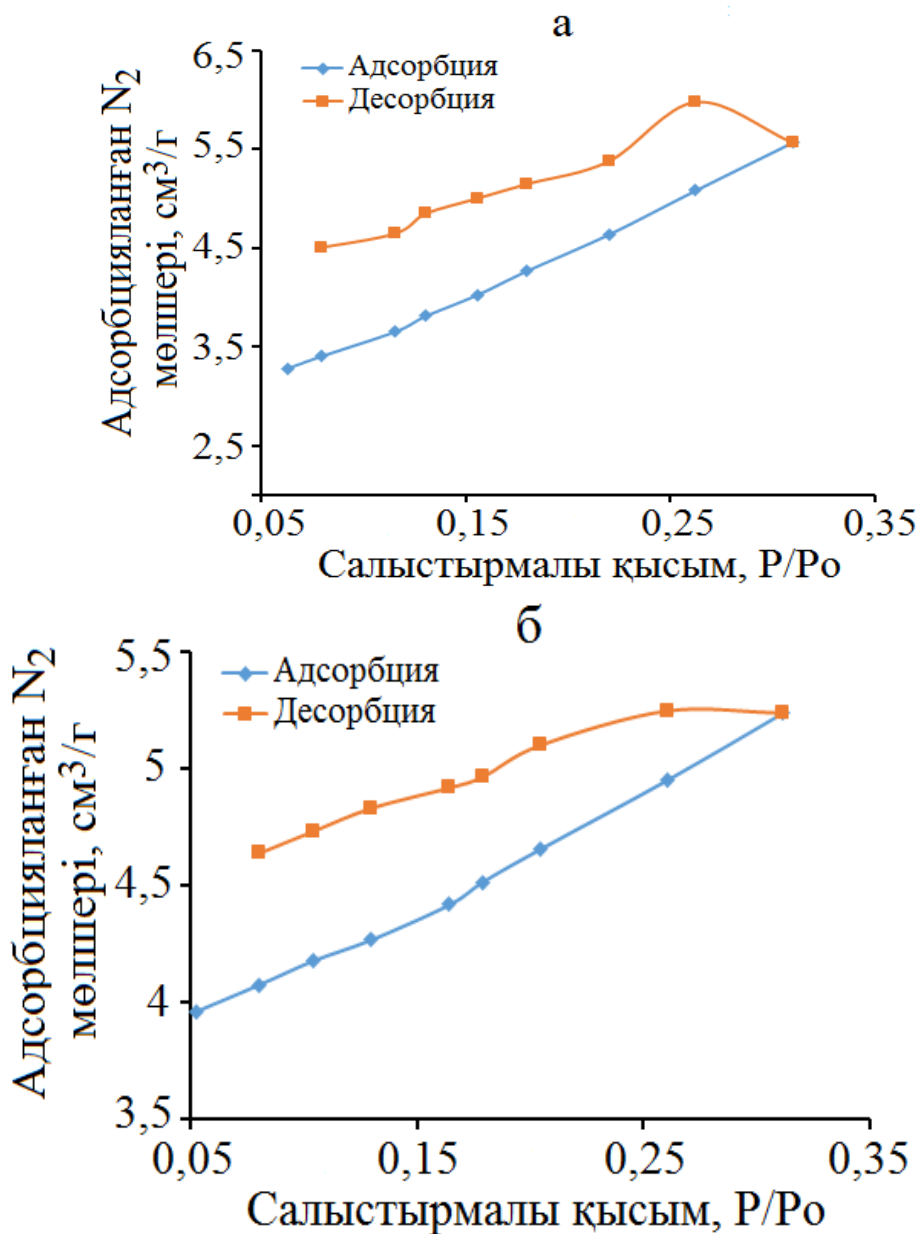 а
6,5
5,5
4,5
3,5
2,5
Адсорбция
Десорбция
Адсорбцияланған N₂
мөлшері, см³/г
0,05 0,15 0,25 0,35
Салыстырмалы қысым, P/Po
б
5,5
5
4,5
4
3,5
Адсорбция
Десорбция
Адсорбцияланған N₂
мөлшері, см³/г
0,05 0,15 0,25 0,35
Салыстырмалы қысым, P/Po